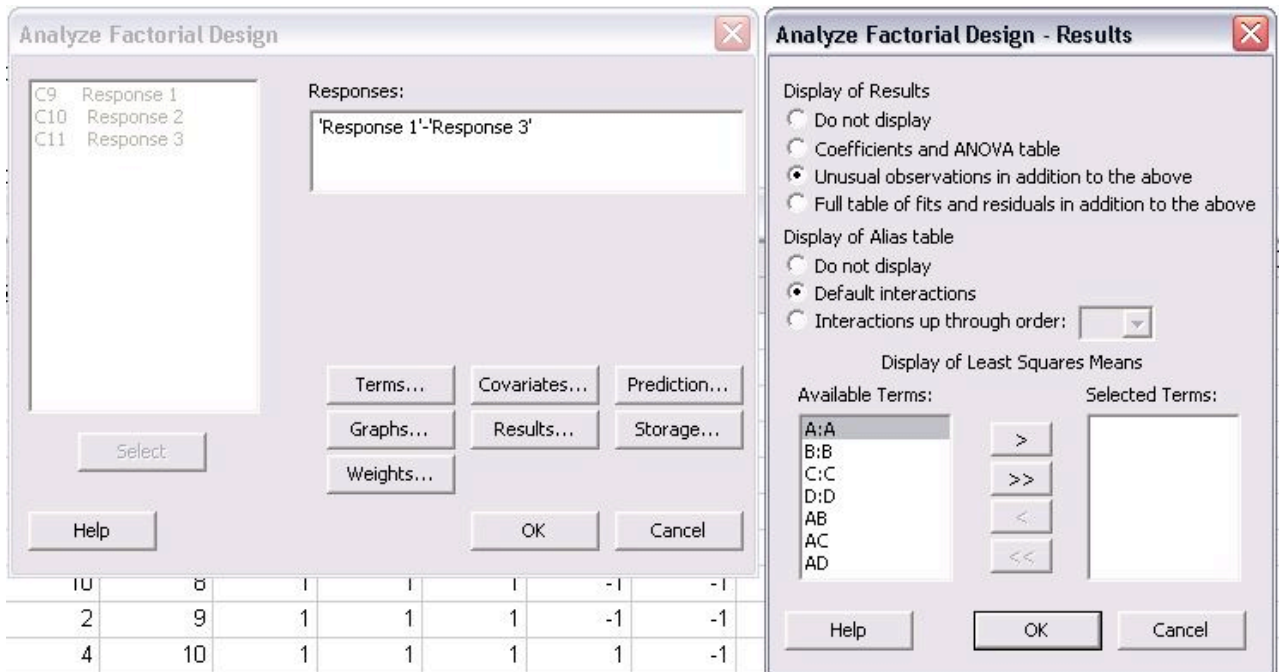 Analyze Factorial Design
C9 Response 1
C10 Response 2
C11 Response 3
Responses:
'Response 1'-'Response 3'
Terms...
Covariates...
Prediction...
Graphs...
Results...
Storage...
Select
Weights...
Help
OK
Cancel
Analyze Factorial Design - Results
Display of Results
Do not display
Coefficients and ANOVA table
Unusual observations in addition to the above
Full table of fits and residuals in addition to the above
Display of Alias table
Do not display
Default interactions
Interactions up through order:
Display of Least Squares Means
Available Terms:
Selected Terms:
A:A
B:B
C:C
D:D
AB
AC
AD
>
>>
<
<<
Help
OK
Cancel
10 8 1 1 1 -1 -1
2 9 1 1 1 -1 -1
4 10 1 1 1 1 -1